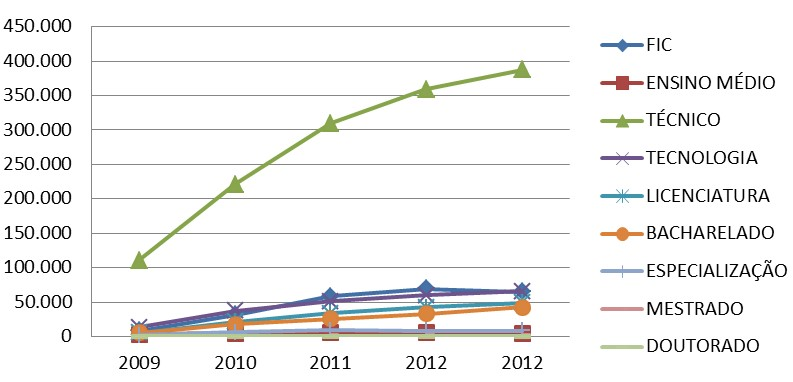 450.000
400.000
350.000
300.000
250.000
200.000
150.000
100.000
50.000
0
2009 2010 2011 2012 2012
FIC
ENSINO MÉDIO
TÉCNICO
TECNOLOGIA
LICENCIATURA
BACHARELADO
ESPECIALIZAÇÃO
MESTRADO
DOUTORADO